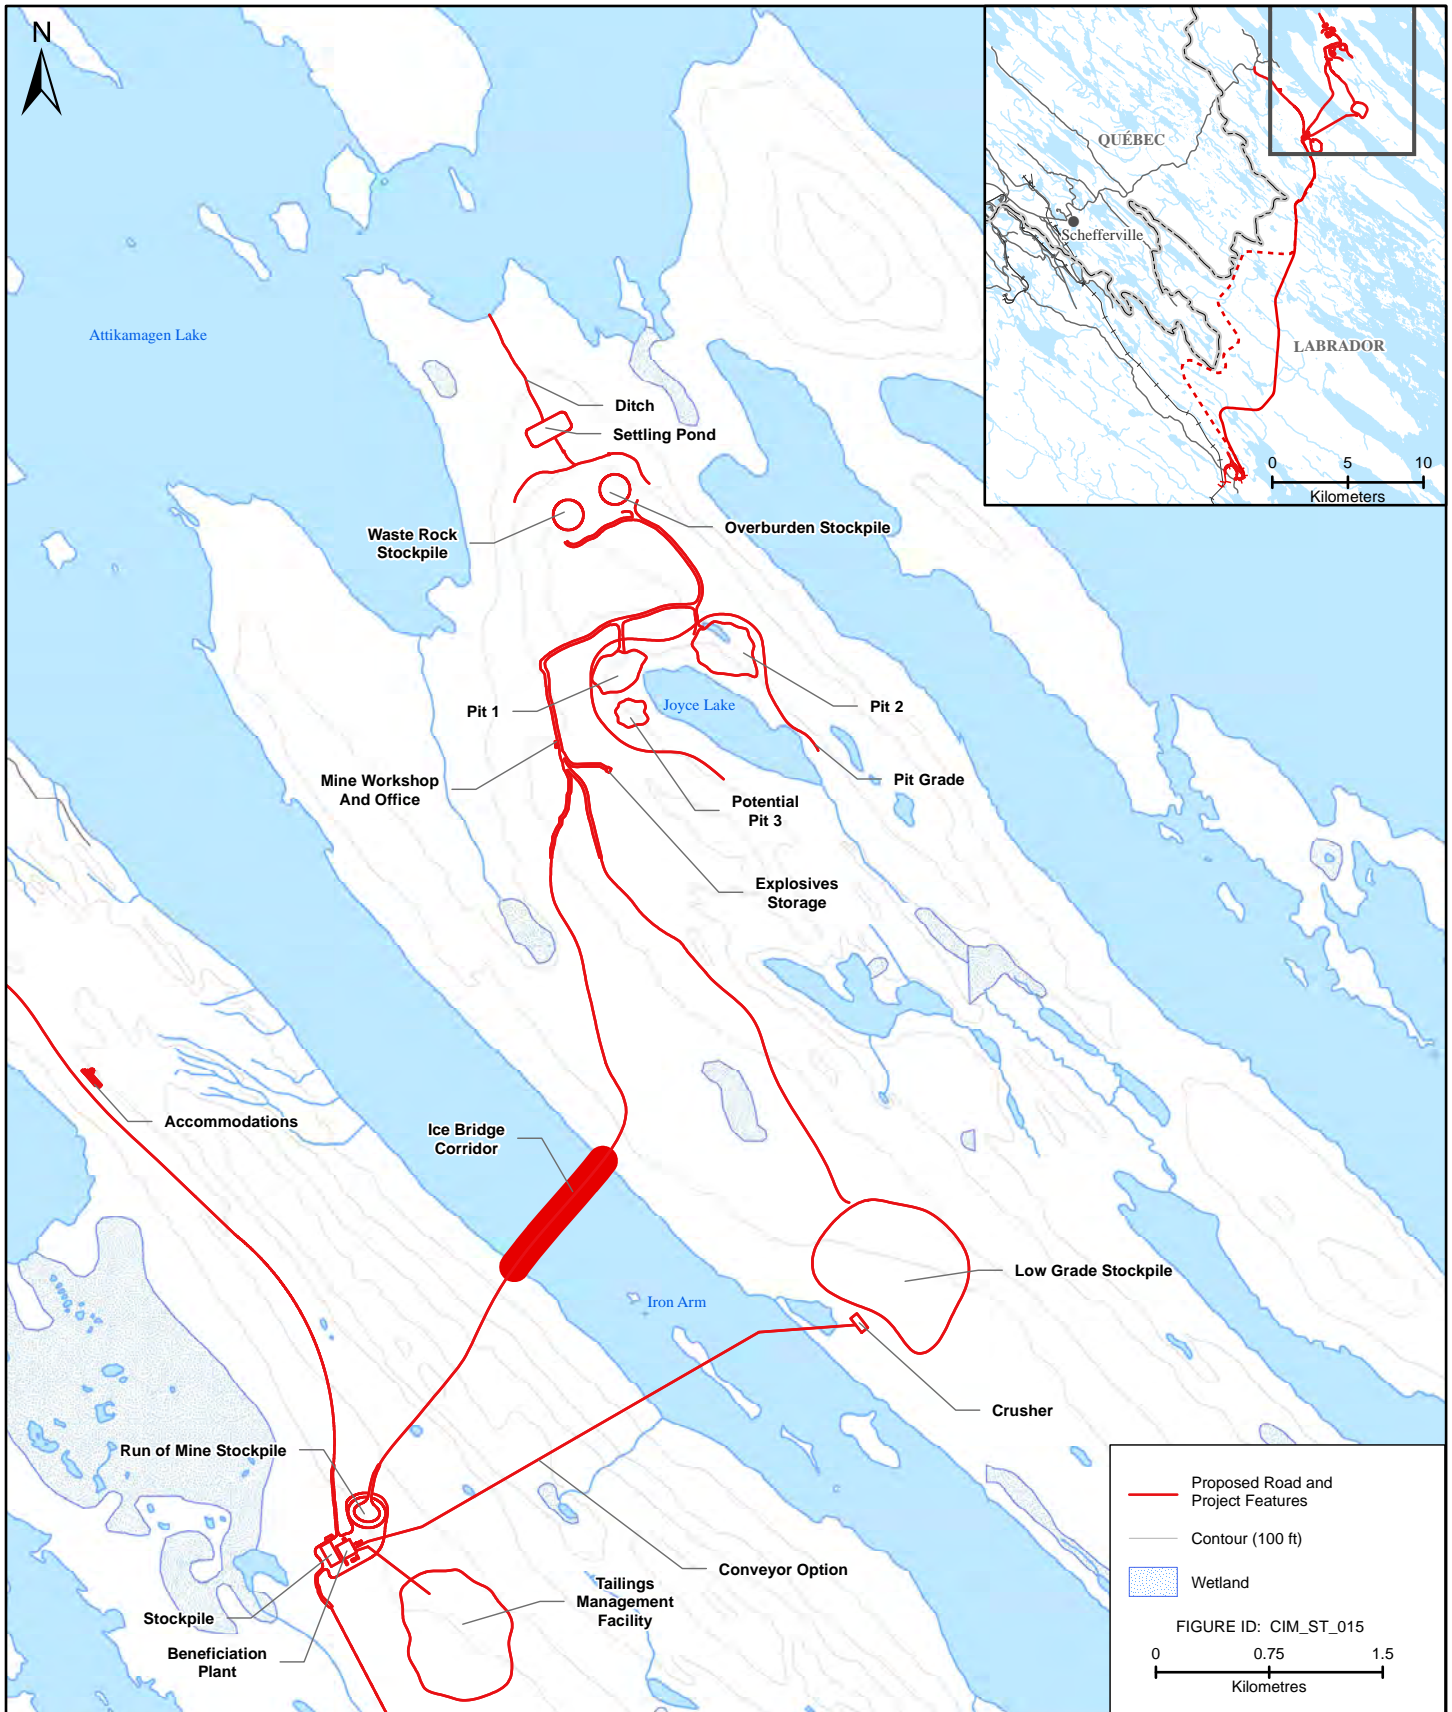 N
QUÉBEC
Schefferville
LABRADOR
0 5 10
Kilometers
Attikamagen Lake
Ditch
Settling Pond
Waste Rock
Stockpile
Overburden Stockpile
Pit 1
Joyce Lake
Pit 2
Mine Workshop
And Office
Pit Grade
Potential
Pit 3
Explosives
Storage
Accommodations
Ice Bridge
Corridor
Low Grade Stockpile
Iron Arm
Crusher
Run of Mine Stockpile
Conveyor Option
Tailings
Management
Facility
Stockpile
Beneficiation
Plant
Proposed Road and
Project Features
Contour (100 ft)
Wetland
FIGURE ID: CIM_ST_015
0 0.75 1.5
Kilometres